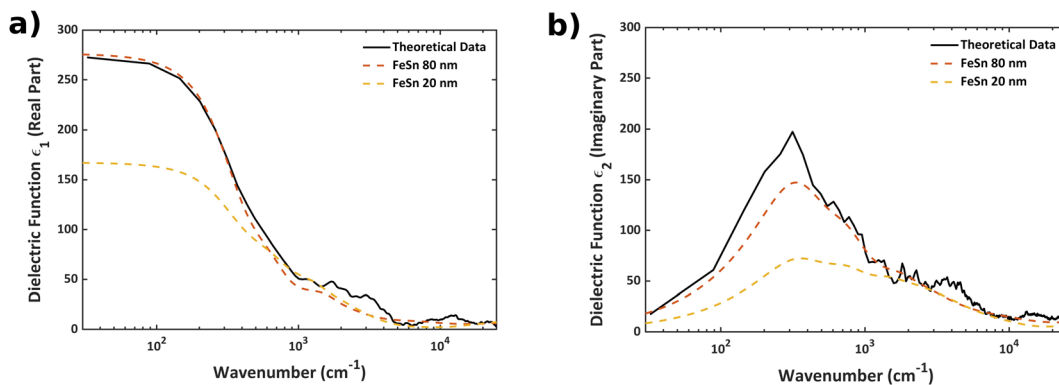 a)
Dielectric Function ϵ1 (Real Part)
300
250
200
150
100
50
0
Theoretical Data
FeSn 80 nm
FeSn 20 nm
10^2
10^3
10^4
Wavenumber (cm^-1)
b)
Dielectric Function ϵ2 (Imaginary Part)
300
250
200
150
100
50
0
Theoretical Data
FeSn 80 nm
FeSn 20 nm
10^2
10^3
10^4
Wavenumber (cm^-1)